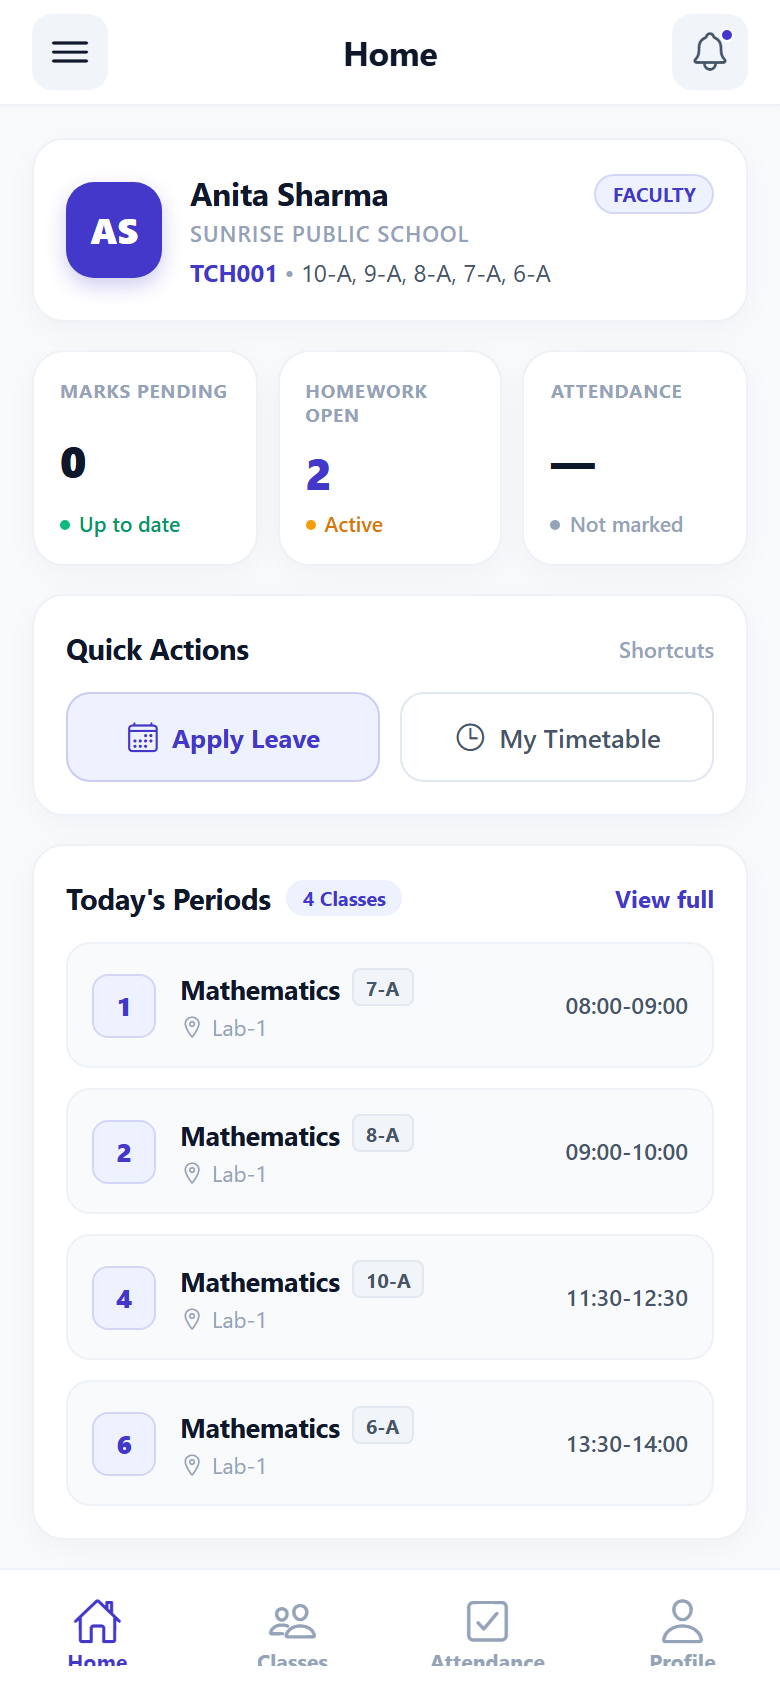 Home
AS
Anita Sharma
FACULTY
SUNRISE PUBLIC SCHOOL
TCH001 • 10-A, 9-A, 8-A, 7-A, 6-A
MARKS PENDING
0
Up to date
HOMEWORK
OPEN
2
Active
ATTENDANCE
—
Not marked
Quick Actions
Shortcuts
Apply Leave
My Timetable
Today's Periods
4 Classes
View full
1
Mathematics 7-A
Lab-1
08:00-09:00
2
Mathematics 8-A
Lab-1
09:00-10:00
4
Mathematics 10-A
Lab-1
11:30-12:30
6
Mathematics 6-A
Lab-1
13:30-14:00
Home
Classes
Attendance
Profile